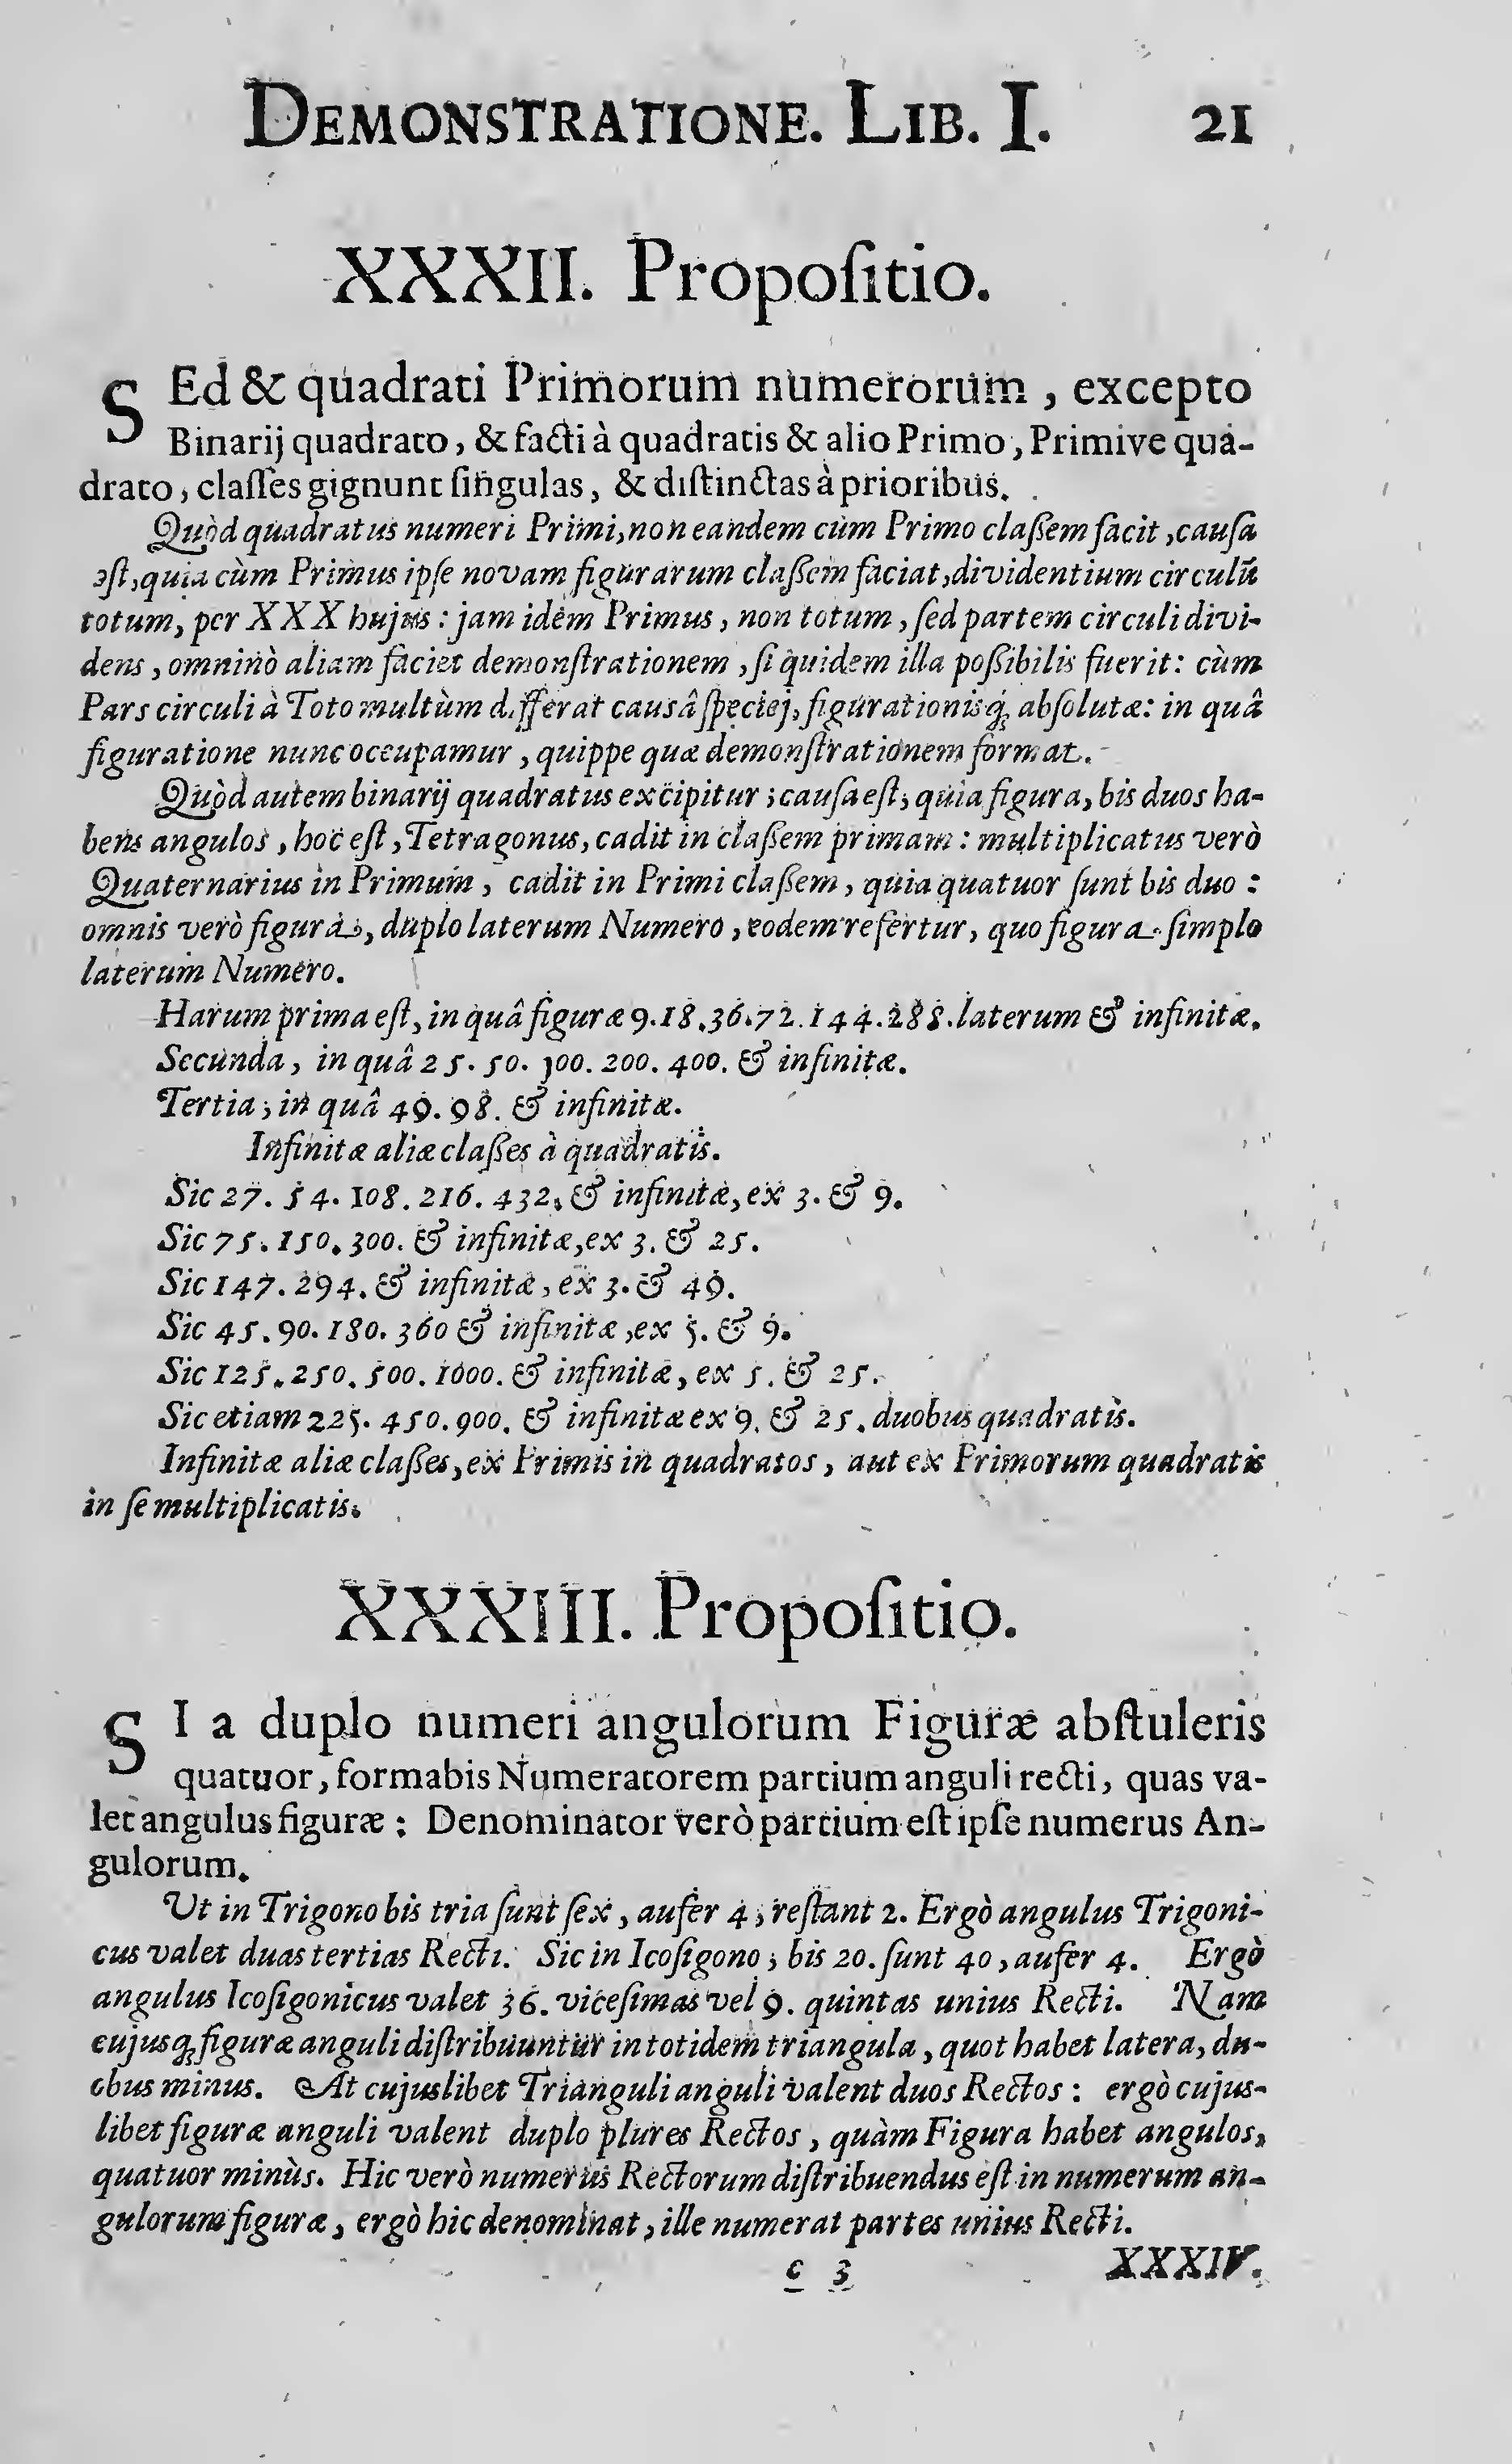 DEMONSTRATIONE. LIB. I. 21
XXXII. Propoſitio.
SEd & quadrati Primorum numerorum, excepto
Binarij quadrato, & facti à quadratis & alio Primo, Primive qua-
drato, claſſes gignunt ſingulas, & diſtinctas à prioribus.
Quòd quadratus numeri Primi, non eandem cùm Primo claſſem facit, cauſa
eſt, quia cùm Primus ipſe novam figurarum claſſem faciat, dividentium circulū
totum, per XXX hujus: jam idem Primus, non totum, ſed partem circuli divi-
dens, omninò aliam faciet demonſtrationem, ſi quidem illa poſſibilis fuerit: cùm
Pars circuli à Toto multùm differat causâ ſpeciej, figurationisq́ꝫ abſolutæ: in quâ
figuratione nunc occupamur, quippe quæ demonſtrationem format.
Quòd autem binarij quadratus excipitur; cauſa eſt, quia figura, bis duos ha-
bens angulos, hoc eſt, Tetragonus, cadit in claſſem primam: multiplicatus verò
Quaternarius in Primum, cadit in Primi claſſem, quia quatuor ſunt bis duo:
omnis verò figura, duplo laterum Numero, eodem refertur, quo figura ſimplo
laterum Numero.
Harum prima eſt, in quâ figuræ 9. 18. 36. 72. 144. 288. laterum & infinitæ.
Secunda, in quâ 25. 50. 100. 200. 400. & infinitæ.
Tertia, in quâ 49. 98. & infinitæ.
Infinitæ aliæ claſſes à quadratis.
Sic 27. 54. 108. 216. 432. & infinitæ, ex 3. & 9.
Sic 75. 150. 300. & infinitæ, ex 3. & 25.
Sic 147. 294. & infinitæ, ex 3. & 49.
Sic 45. 90. 180. 360 & infinitæ, ex 5. & 9.
Sic 125. 250. 500. 1000. & infinitæ, ex 5. & 25.
Sic etiam 225. 450. 900. & infinitæ ex 9. & 25. duobus quadratis.
Infinitæ aliæ claſſes, ex Primis in quadratos, aut ex Primorum quadratis
in ſe multiplicatis.
XXXIII. Propoſitio.
SI a duplo numeri angulorum Figuræ abſtuleris
quatuor, formabis Numeratorem partium anguli recti, quas va-
let angulus figuræ: Denominator verò partium eſt ipſe numerus An-
gulorum.
Ut in Trigono bis tria ſunt ſex, aufer 4, reſtant 2. Ergò angulus Trigoni-
cus valet duas tertias Recti. Sic in Icoſigono, bis 20. ſunt 40, aufer 4. Ergò
angulus Icoſigonicus valet 36. viceſimas vel 9. quintas unius Recti. Nam
cujusq́ꝫ figuræ anguli diſtribuuntur in totidem triangula, quot habet latera, du-
obus minus. At cujuslibet Trianguli anguli valent duos Rectos: ergò cujus-
libet figuræ anguli valent duplo plures Rectos, quàm Figura habet angulos,
quatuor minùs. Hic verò numerus Rectorum diſtribuendus eſt in numerum an-
gulorum figuræ, ergò hic denominat, ille numerat partes unius Recti.
c 3 XXXIV.